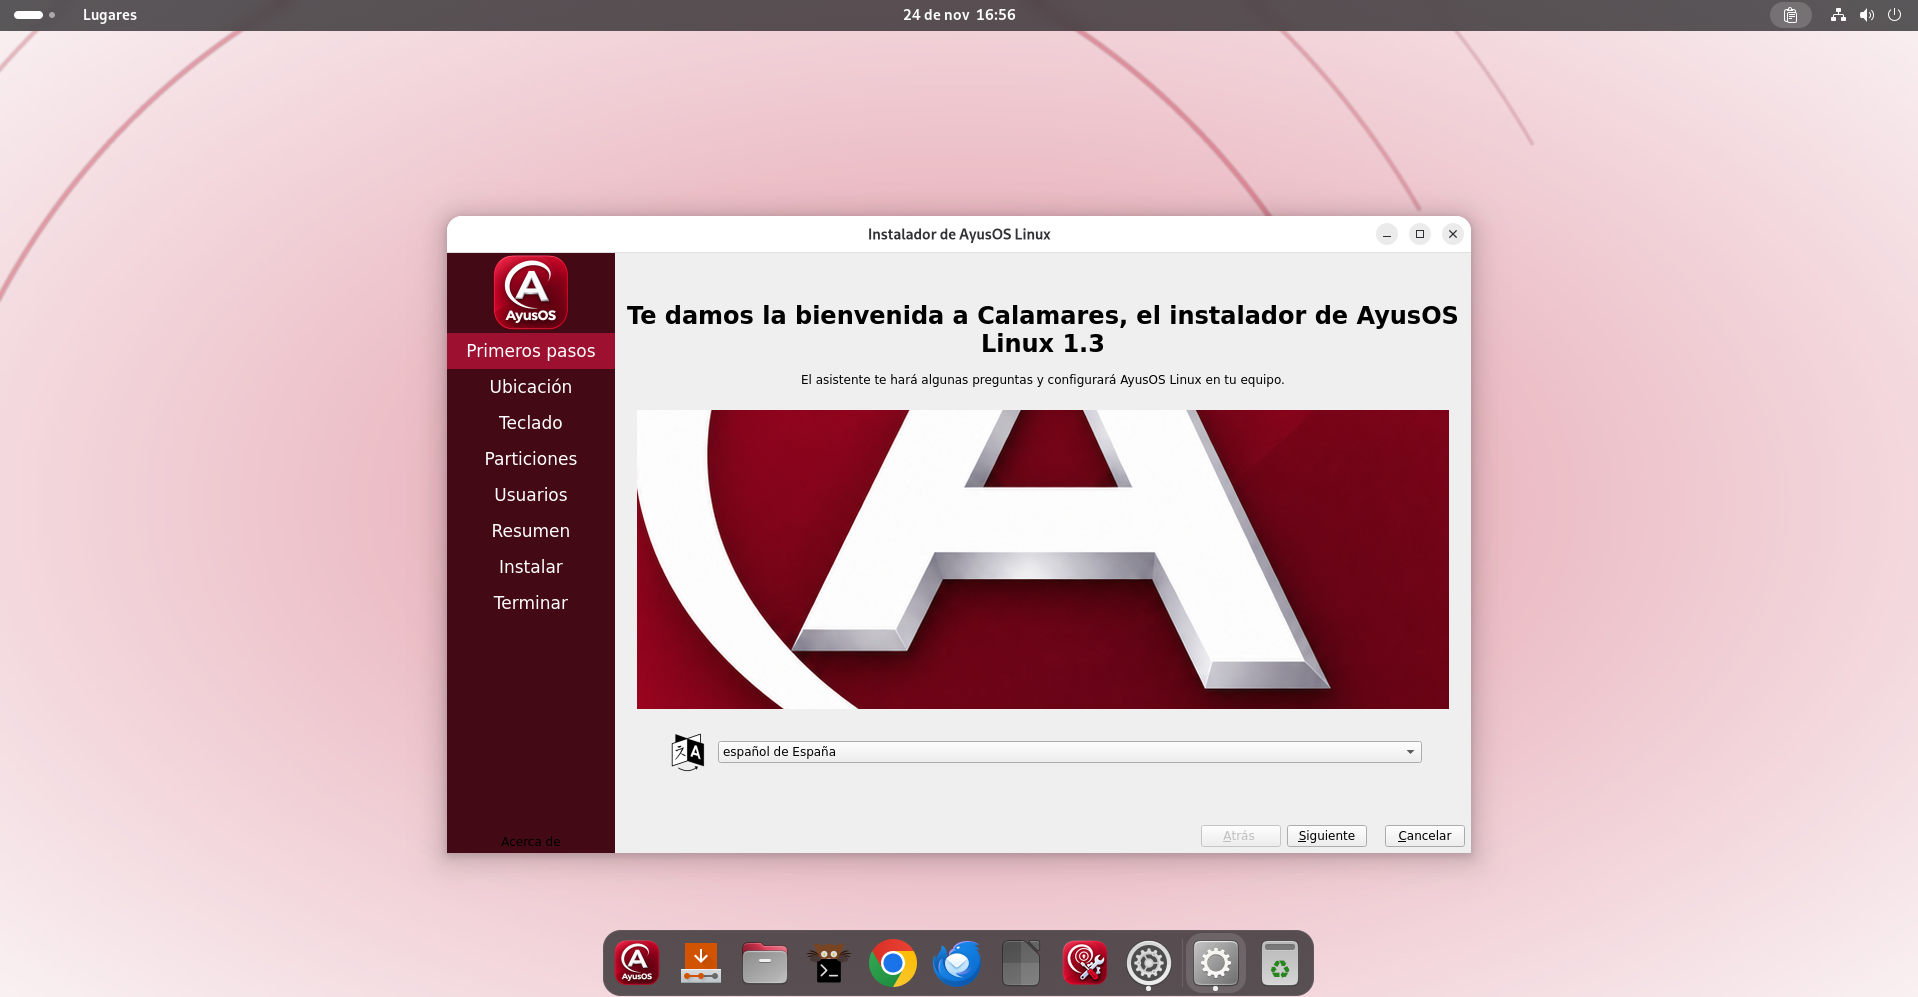 Lugares
24 de nov 16:56
Instalador de AyusOS Linux
AyusOS
Primeros pasos
Ubicación
Teclado
Particiones
Usuarios
Resumen
Instalar
Terminar
Acerca de
Te damos la bienvenida a Calamares, el instalador de AyusOS
Linux 1.3
El asistente te hará algunas preguntas y configurará AyusOS Linux en tu equipo.
español de España
Atrás
Siguiente
Cancelar
AyusOS